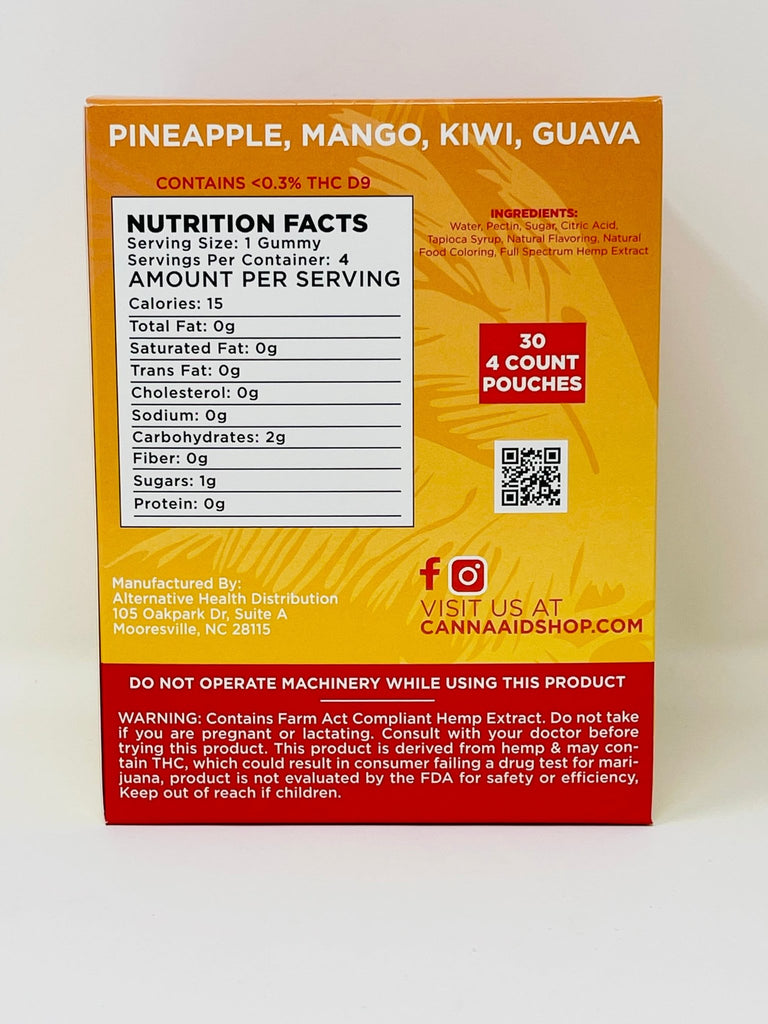 PINEAPPLE, MANGO, KIWI, GUAVA
CONTAINS <0.3% THC D9
NUTRITION FACTS
Serving Size: 1 Gummy
Servings Per Container: 4
AMOUNT PER SERVING
Calories: 15
Total Fat: 0g
Saturated Fat: 0g
Trans Fat: 0g
Cholesterol: 0g
Sodium: 0g
Carbohydrates: 2g
Fiber: 0g
Sugars: 1g
Protein: 0g
INGREDIENTS:
Water, Pectin, Sugar, Citric Acid,
Tapioca Syrup, Natural Flavoring, Natural
Food Coloring, Full Spectrum Hemp Extract
30
4 COUNT
POUCHES
Manufactured By:
Alternative Health Distribution
105 Oakpark Dr, Suite A
Mooresville, NC 28115
VISIT US AT
CANNAAIDSHOP.COM
DO NOT OPERATE MACHINERY WHILE USING THIS PRODUCT
WARNING: Contains Farm Act Compliant Hemp Extract. Do not take
if you are pregnant or lactating. Consult with your doctor before
trying this product. This product is derived from hemp & may con-
tain THC, which could result in consumer failing a drug test for mari-
juana, product is not evaluated by the FDA for safety or efficiency,
Keep out of reach if children.